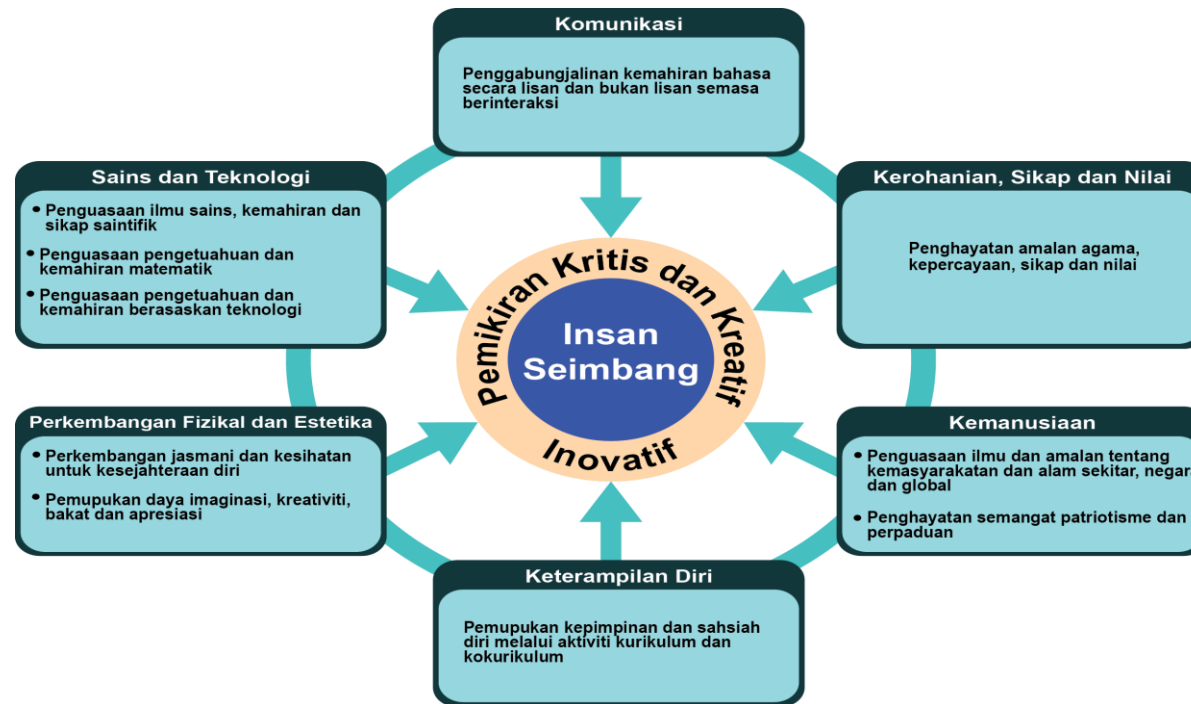 Komunikasi
Penggabungjalinan kemahiran bahasa
secara lisan dan bukan lisan semasa
berinteraksi
Sains dan Teknologi
• Penguasaan ilmu sains, kemahiran dan
sikap saintifik
• Penguasaan pengetuahuan dan
kemahiran matematik
• Penguasaan pengetuahuan dan
kemahiran berasaskan teknologi
Kerohanian, Sikap dan Nilai
Penghayatan amalan agama,
kepercayaan, sikap dan nilai
Pemikiran Kritis dan Kreatif
Insan
Seimbang
Inovatif
Perkembangan Fizikal dan Estetika
• Perkembangan jasmani dan kesihatan
untuk kesejahteraan diri
• Pemupukan daya imaginasi, kreativiti,
bakat dan apresiasi
Kemanusiaan
• Penguasaan ilmu dan amalan tentang
kemasyarakatan dan alam sekitar, negara
dan global
• Penghayatan semangat patriotisme dan
perpaduan
Keterampilan Diri
Pemupukan kepimpinan dan sahsiah
diri melalui aktiviti kurikulum dan
kokurikulum